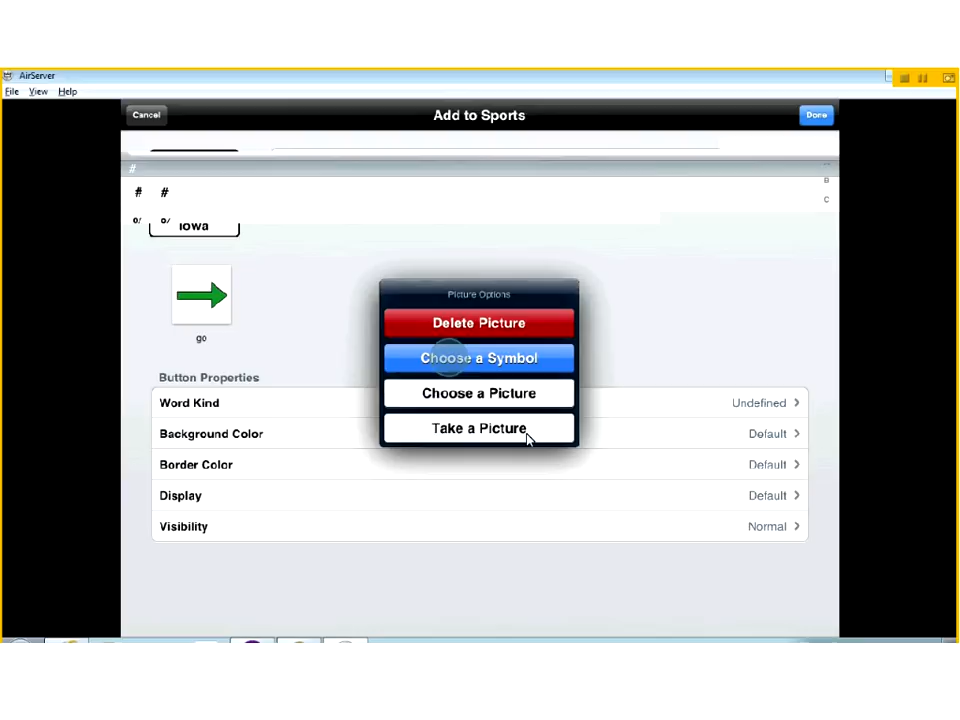 AirServer
File View Help
Cancel
Add to Sports
Done
#
# #
B
C
Iowa
go
Picture Options
Delete Picture
Choose a Symbol
Choose a Picture
Take a Picture
Button Properties
Word Kind Undefined
Background Color Default
Border Color Default
Display Default
Visibility Normal